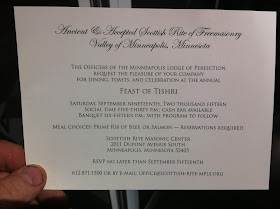 Ancient & Accepted Scottish Rite of Freemasonry
Valley of Minneapolis, Minnesota
The Officers of the Minneapolis Lodge of Perfection
request the pleasure of your company
for dining, toasts, and celebration at the annual
Feast of Tishri
Saturday, September Nineteenth, Two Thousand Fifteen
Social time five-thirty p.m.; cash bar available
Banquet six-fifteen p.m., with program to follow
Meal choices: Prime Rib of Beef, or Salmon — Reservations required
Scottish Rite Masonic Center
2011 Dupont Avenue South
Minneapolis, Minnesota 55405
RSVP no later than September Fifteenth
612.871.1500 or by e-mail: office@scottish-rite-mpls.org